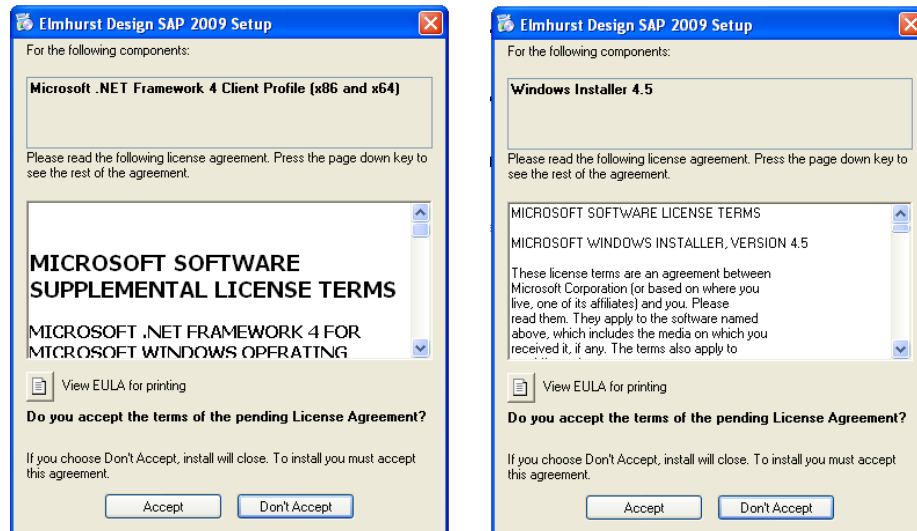 Elmhurst Design SAP 2009 Setup
For the following components:
Microsoft .NET Framework 4 Client Profile (x86 and x64)
Please read the following license agreement. Press the page down key to
see the rest of the agreement.
MICROSOFT SOFTWARE
SUPPLEMENTAL LICENSE TERMS
MICROSOFT .NET FRAMEWORK 4 FOR
MICROSOFT WINDOWS OPERATING
View EULA for printing
Do you accept the terms of the pending License Agreement?
If you choose Don't Accept, install will close. To install you must accept
this agreement.
Accept
Don't Accept
Elmhurst Design SAP 2009 Setup
For the following components:
Windows Installer 4.5
Please read the following license agreement. Press the page down key to
see the rest of the agreement.
MICROSOFT SOFTWARE LICENSE TERMS
MICROSOFT WINDOWS INSTALLER, VERSION 4.5
These license terms are an agreement between
Microsoft Corporation (or based on where you
live, one of its affiliates) and you. Please
read them. They apply to the software named
above, which includes the media on which you
received it, if any. The terms also apply to
View EULA for printing
Do you accept the terms of the pending License Agreement?
If you choose Don't Accept, install will close. To install you must accept
this agreement.
Accept
Don't Accept